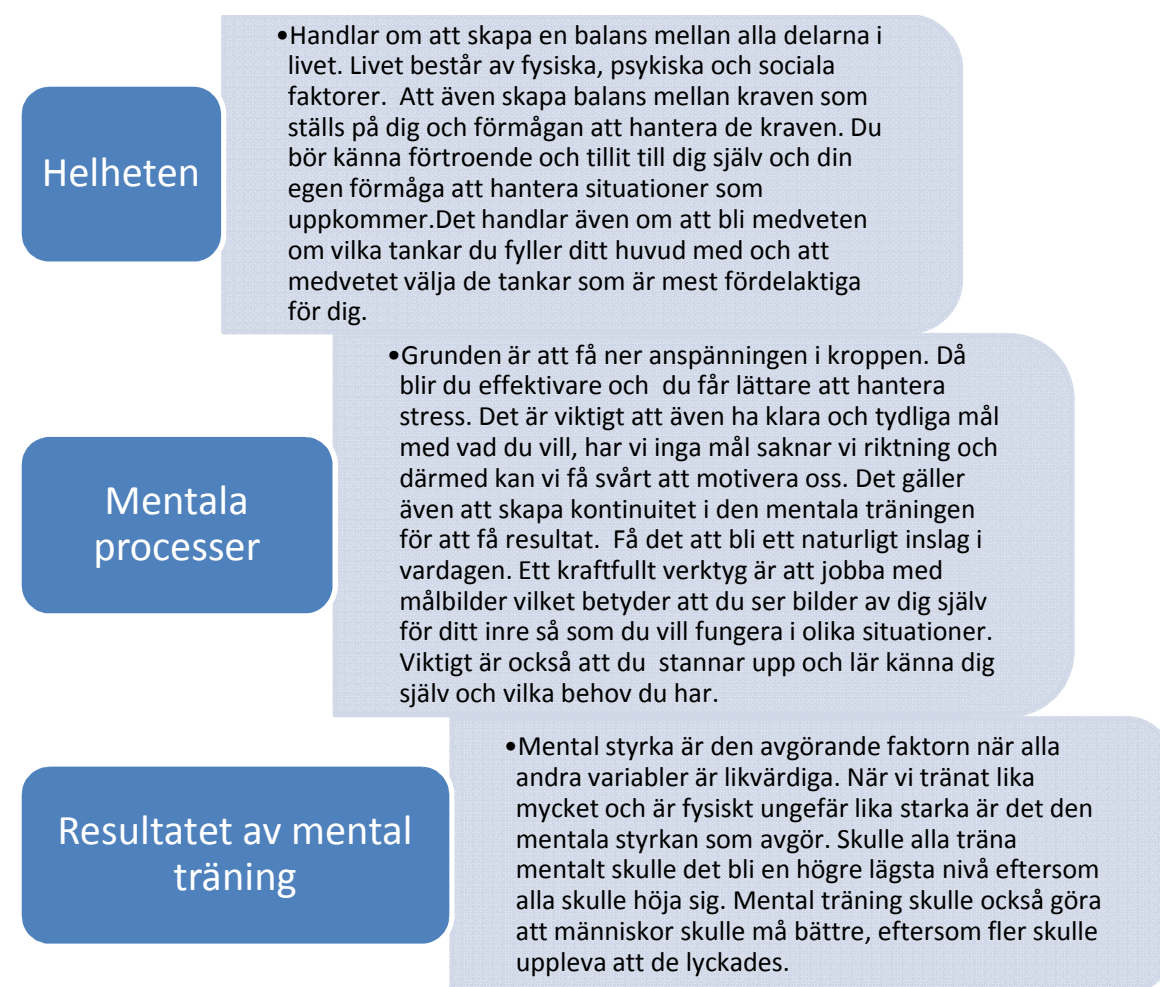 Helheten
•Handlar om att skapa en balans mellan alla delarna i
livet. Livet består av fysiska, psykiska och sociala
faktorer.  Att även skapa balans mellan kraven som
ställs på dig och förmågan att hantera de kraven. Du
bör känna förtroende och tillit till dig själv och din
egen förmåga att hantera situationer som
uppkommer.Det handlar även om att bli medveten
om vilka tankar du fyller ditt huvud med och att
medvetet välja de tankar som är mest fördelaktiga
för dig.
Mentala
processer
•Grunden är att få ner anspänningen i kroppen. Då
blir du effektivare och  du får lättare att hantera
stress. Det är viktigt att även ha klara och tydliga mål
med vad du vill, har vi inga mål saknar vi riktning och
därmed kan vi få svårt att motivera oss. Det gäller
även att skapa kontinuitet i den mentala träningen
för att få resultat.  Få det att bli ett naturligt inslag i
vardagen. Ett kraftfullt verktyg är att jobba med
målbilder vilket betyder att du ser bilder av dig själv
för ditt inre så som du vill fungera i olika situationer.
Viktigt är också att du  stannar upp och lär känna dig
själv och vilka behov du har.
Resultatet av mental
träning
•Mental styrka är den avgörande faktorn när alla
andra variabler är likvärdiga. När vi tränat lika
mycket och är fysiskt ungefär lika starka är det den
mentala styrkan som avgör. Skulle alla träna
mentalt skulle det bli en högre lägsta nivå eftersom
alla skulle höja sig. Mental träning skulle också göra
att människor skulle må bättre, eftersom fler skulle
uppleva att de lyckades.